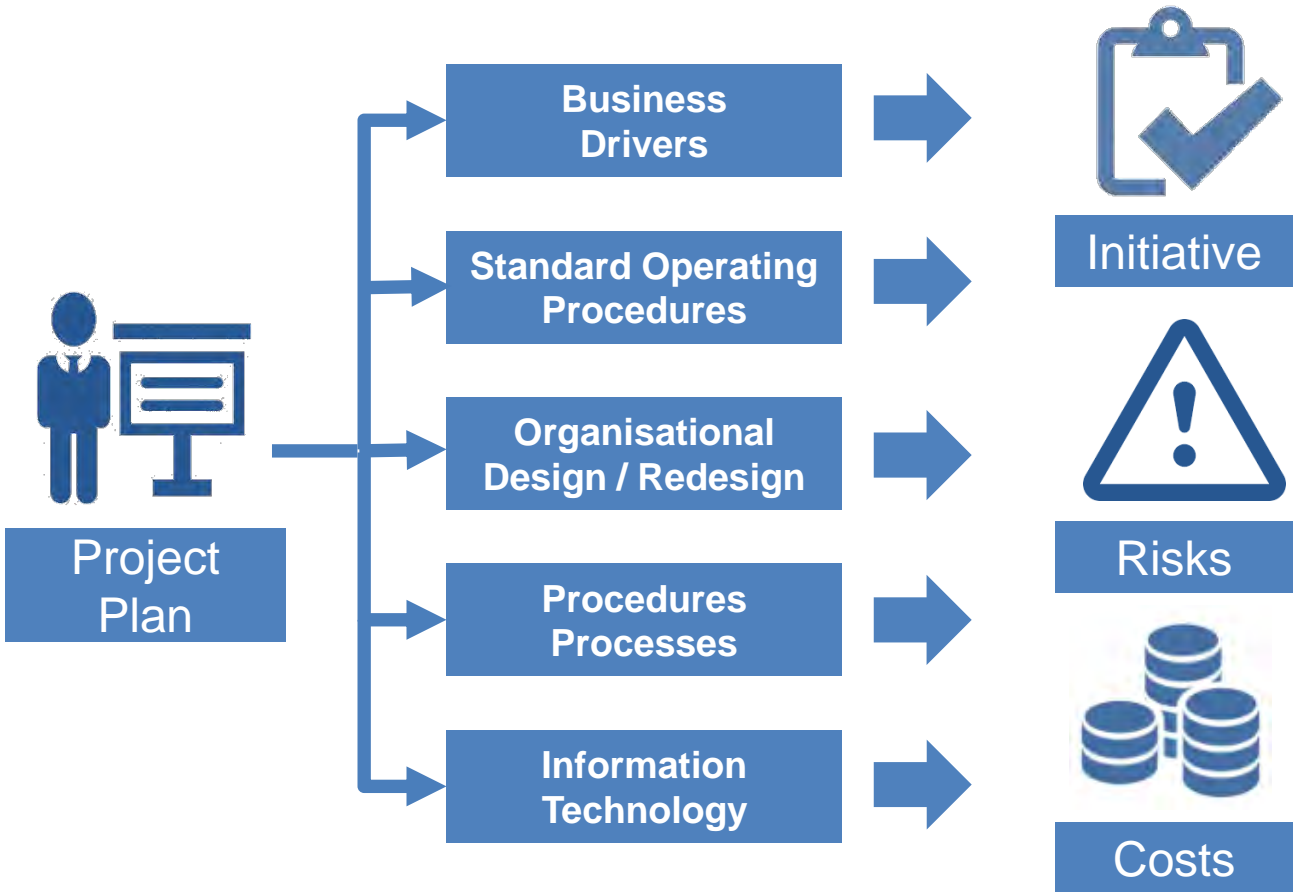 Project
Plan
Business
Drivers
Standard Operating
Procedures
Organisational
Design / Redesign
Procedures
Processes
Information
Technology
Initiative
Risks
Costs